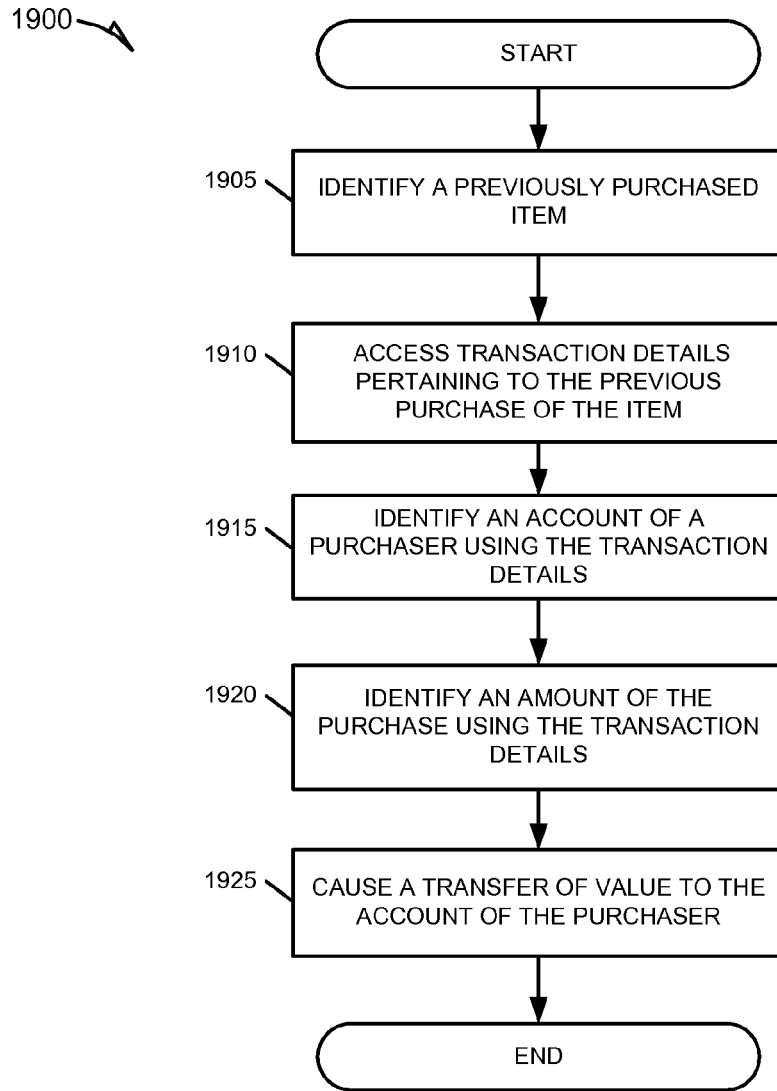 1900
START
1905
IDENTIFY A PREVIOUSLY PURCHASED
ITEM
1910
ACCESS TRANSACTION DETAILS
PERTAINING TO THE PREVIOUS
PURCHASE OF THE ITEM
1915
IDENTIFY AN ACCOUNT OF A
PURCHASER USING THE TRANSACTION
DETAILS
1920
IDENTIFY AN AMOUNT OF THE
PURCHASE USING THE TRANSACTION
DETAILS
1925
CAUSE A TRANSFER OF VALUE TO THE
ACCOUNT OF THE PURCHASER
END